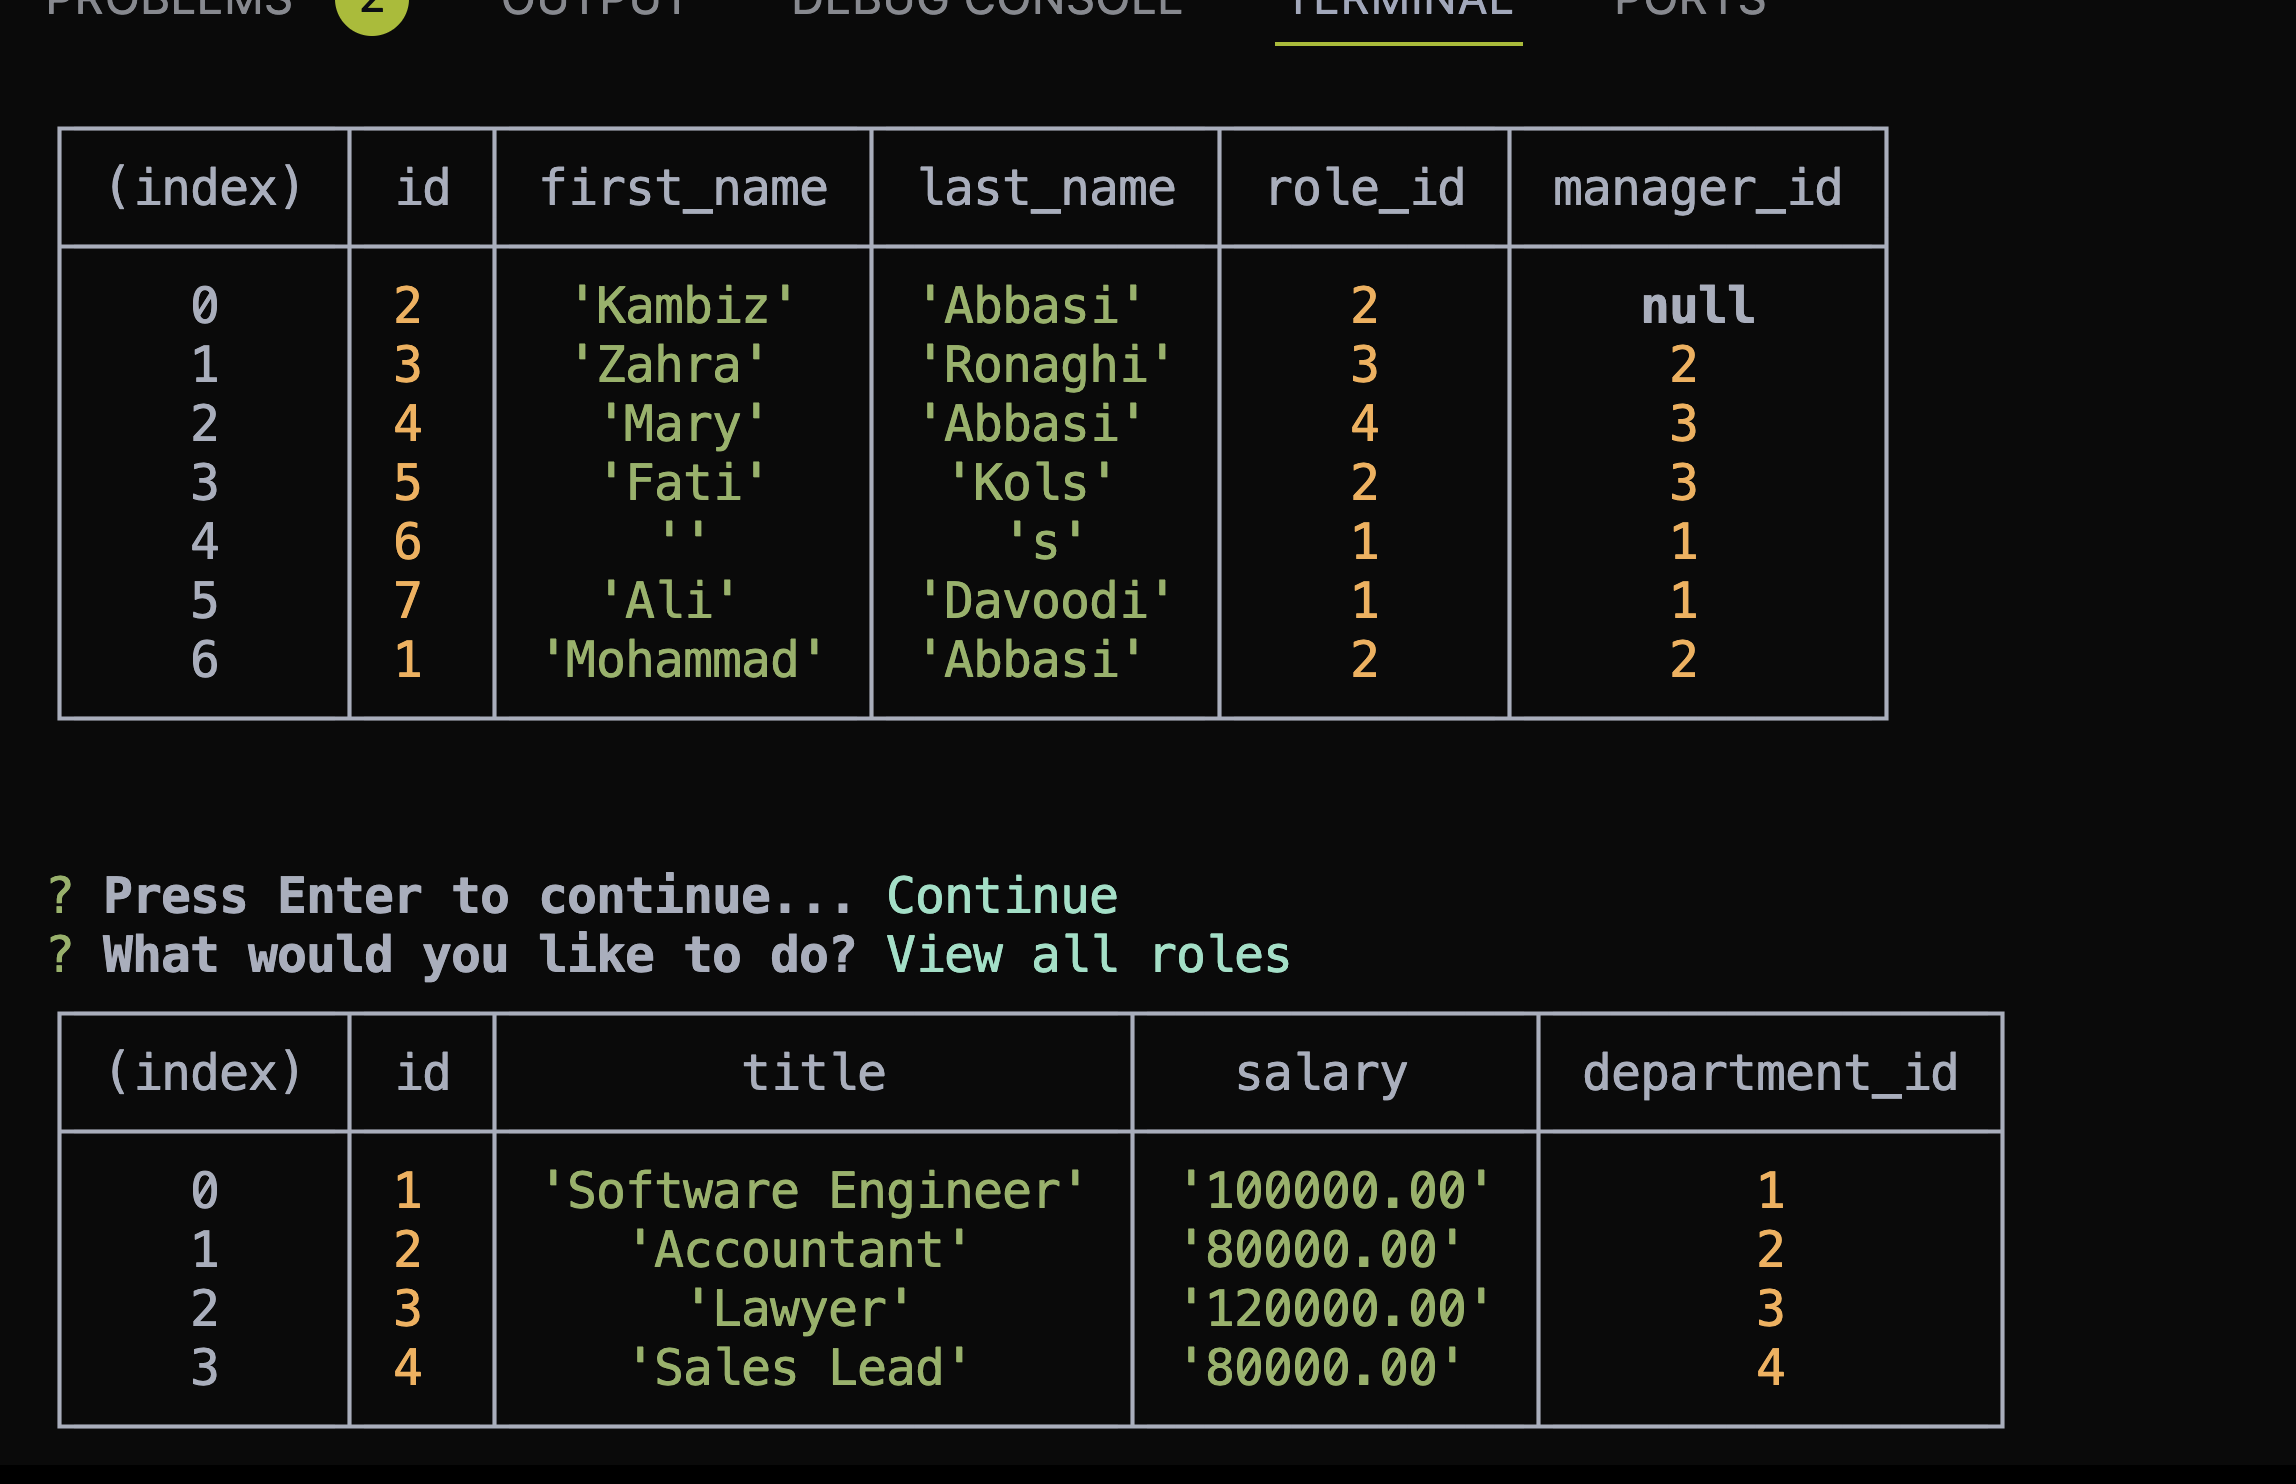 PROBLEMS 2 OUTPUT DEBUG CONSOLE TERMINAL PORTS
(index) id first_name last_name role_id manager_id
0 2 'Kambiz' 'Abbasi' 2 null
1 3 'Zahra' 'Ronaghi' 3 2
2 4 'Mary' 'Abbasi' 4 3
3 5 'Fati' 'Kols' 2 3
4 6 '' 's' 1 1
5 7 'Ali' 'Davoodi' 1 1
6 1 'Mohammad' 'Abbasi' 2 2
? Press Enter to continue... Continue
? What would you like to do? View all roles
(index) id title salary department_id
0 1 'Software Engineer' '100000.00' 1
1 2 'Accountant' '80000.00' 2
2 3 'Lawyer' '120000.00' 3
3 4 'Sales Lead' '80000.00' 4